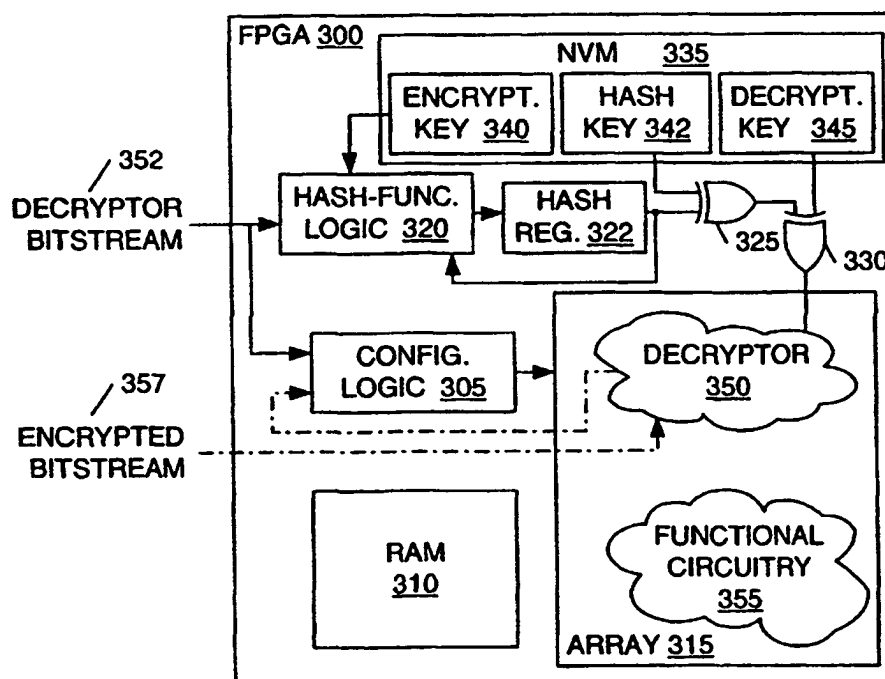 FPGA 300
NVM 335
ENCRYPT.
KEY 340
HASH
KEY 342
DECRYPT.
KEY 345
352
DECRYPTOR
BITSTREAM
HASH-FUNC.
LOGIC 320
HASH
REG. 322
325
330
CONFIG.
LOGIC 305
DECRYPTOR
350
357
ENCRYPTED
BITSTREAM
RAM
310
FUNCTIONAL
CIRCUITRY
355
ARRAY 315